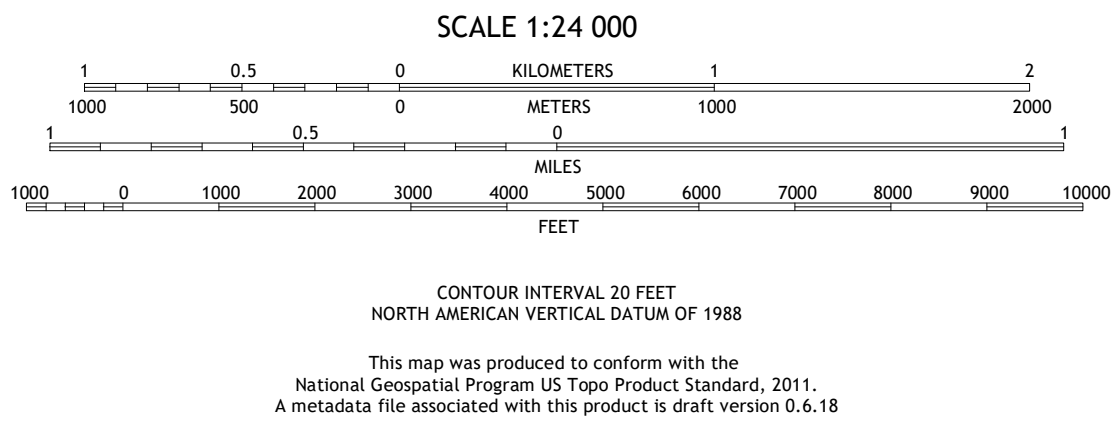 SCALE 1:24 000
1 0.5 0 KILOMETERS 1 2
1000 500 0 METERS 1000 2000
1 0.5 0 1
MILES
1000 0 1000 2000 3000 4000 5000 6000 7000 8000 9000 10000
FEET
CONTOUR INTERVAL 20 FEET
NORTH AMERICAN VERTICAL DATUM OF 1988
This map was produced to conform with the
National Geospatial Program US Topo Product Standard, 2011.
A metadata file associated with this product is draft version 0.6.18